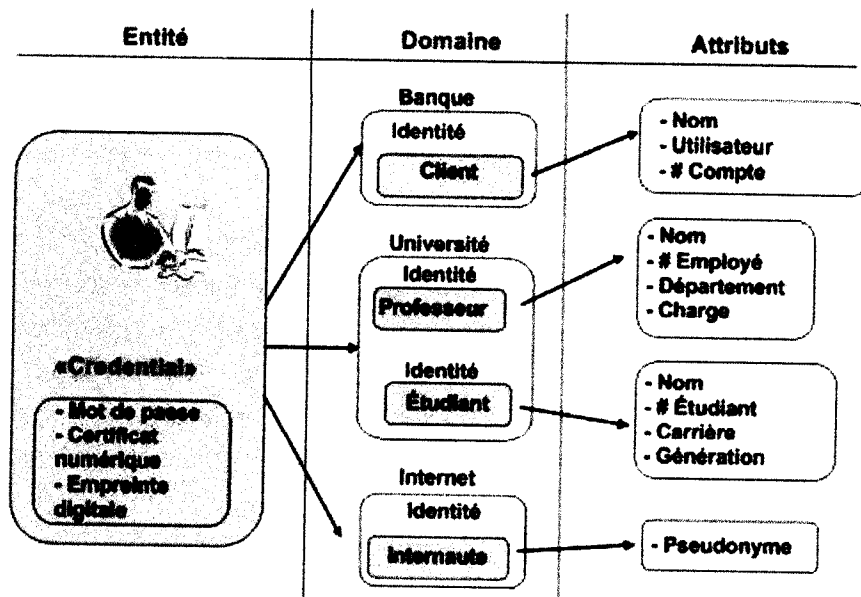 Entité
Domaine
Attributs
«Credential»
- Mot de passe
- Certificat
numérique
- Empreinte
digitale
Banque
Identité
Client
Université
Identité
Professeur
Identité
Étudiant
Internet
Identité
Internaute
- Nom
- Utilisateur
- # Compte
- Nom
- # Employé
- Département
- Charge
- Nom
- # Étudiant
- Carrière
- Génération
- Pseudonyme